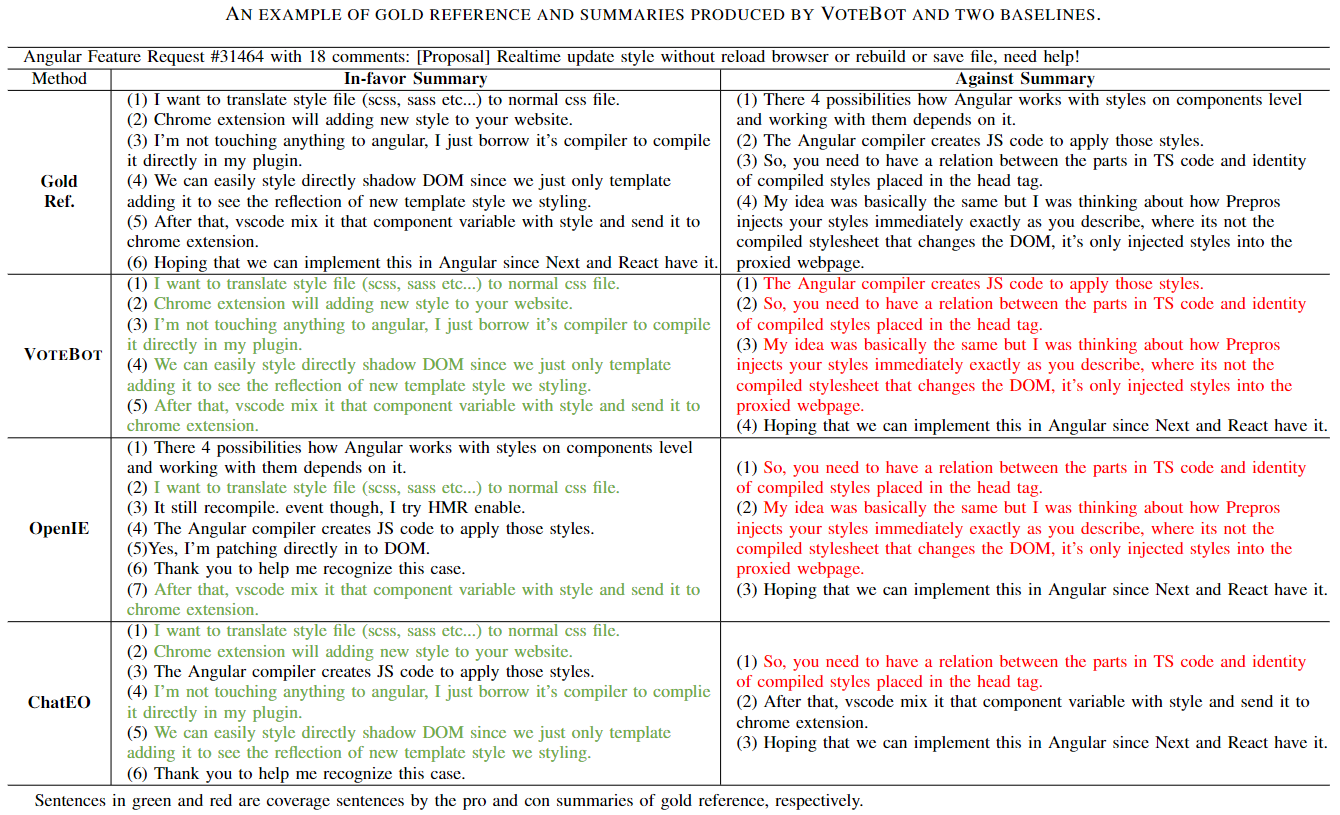 AN EXAMPLE OF GOLD REFERENCE AND SUMMARIES PRODUCED BY VOTEBOT AND TWO BASELINES.
Angular Feature Request #31464 with 18 comments: [Proposal] Realtime update style without reload browser or rebuild or save file, need help!
Method
In-favor Summary
Against Summary
Gold
Ref.
(1) I want to translate style file (scss, sass etc...) to normal css file.
(2) Chrome extension will adding new style to your website.
(3) I'm not touching anything to angular, I just borrow it's compiler to compile
it directly in my plugin.
(4) We can easily style directly shadow DOM since we just only template
adding it to see the reflection of new template style we styling.
(5) After that, vscode mix it that component variable with style and send it to
chrome extension.
(6) Hoping that we can implement this in Angular since Next and React have it.
(1) There 4 possibilities how Angular works with styles on components level
and working with them depends on it.
(2) The Angular compiler creates JS code to apply those styles.
(3) So, you need to have a relation between the parts in TS code and identity
of compiled styles placed in the head tag.
(4) My idea was basically the same but I was thinking about how Prepros
injects your styles immediately exactly as you describe, where its not the
compiled stylesheet that changes the DOM, it's only injected styles into the
proxied webpage.
VOTEBOT
(1) I want to translate style file (scss, sass etc...) to normal css file.
(2) Chrome extension will adding new style to your website.
(3) I'm not touching anything to angular, I just borrow it's compiler to compile
it directly in my plugin.
(4) We can easily style directly shadow DOM since we just only template
adding it to see the reflection of new template style we styling.
(5) After that, vscode mix it that component variable with style and send it to
chrome extension.
(1) The Angular compiler creates JS code to apply those styles.
(2) So, you need to have a relation between the parts in TS code and identity
of compiled styles placed in the head tag.
(3) My idea was basically the same but I was thinking about how Prepros
injects your styles immediately exactly as you describe, where its not the
compiled stylesheet that changes the DOM, it's only injected styles into the
proxied webpage.
(4) Hoping that we can implement this in Angular since Next and React have it.
OpenIE
(1) There 4 possibilities how Angular works with styles on components level
and working with them depends on it.
(2) I want to translate style file (scss, sass etc...) to normal css file.
(3) It still recompile. event though, I try HMR enable.
(4) The Angular compiler creates JS code to apply those styles.
(5)Yes, I'm patching directly in to DOM.
(6) Thank you to help me recognize this case.
(7) After that, vscode mix it that component variable with style and send it to
chrome extension.
(1) So, you need to have a relation between the parts in TS code and identity
of compiled styles placed in the head tag.
(2) My idea was basically the same but I was thinking about how Prepros
injects your styles immediately exactly as you describe, where its not the
compiled stylesheet that changes the DOM, it's only injected styles into the
proxied webpage.
(3) Hoping that we can implement this in Angular since Next and React have it.
ChatEO
(1) I want to translate style file (scss, sass etc...) to normal css file.
(2) Chrome extension will adding new style to your website.
(3) The Angular compiler creates JS code to apply those styles.
(4) I'm not touching anything to angular, I just borrow it's compiler to complie
it directly in my plugin.
(5) We can easily style directly shadow DOM since we just only template
adding it to see the reflection of new template style we styling.
(6) Thank you to help me recognize this case.
(1) So, you need to have a relation between the parts in TS code and identity
of compiled styles placed in the head tag.
(2) After that, vscode mix it that component variable with style and send it to
chrome extension.
(3) Hoping that we can implement this in Angular since Next and React have it.
Sentences in green and red are coverage sentences by the pro and con summaries of gold reference, respectively.